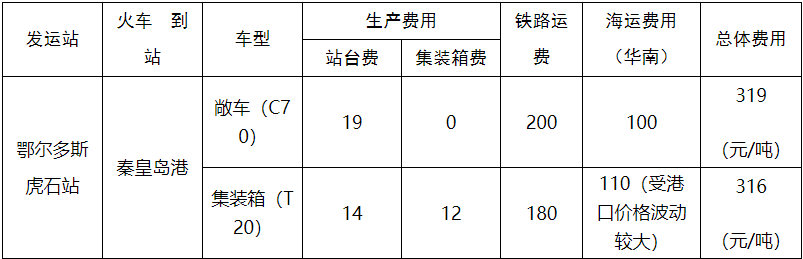 发运站
火车 到
站
车型
生产费用
站台费
集装箱费
铁路运
费
海运费用
（华南）
总体费用
鄂尔多斯
虎石站
秦皇岛港
敞车（C7
0）
19
0
200
100
319
（元/吨）
集装箱（T
20）
14
12
180
110（受港
口价格波动
较大）
316
（元/吨）